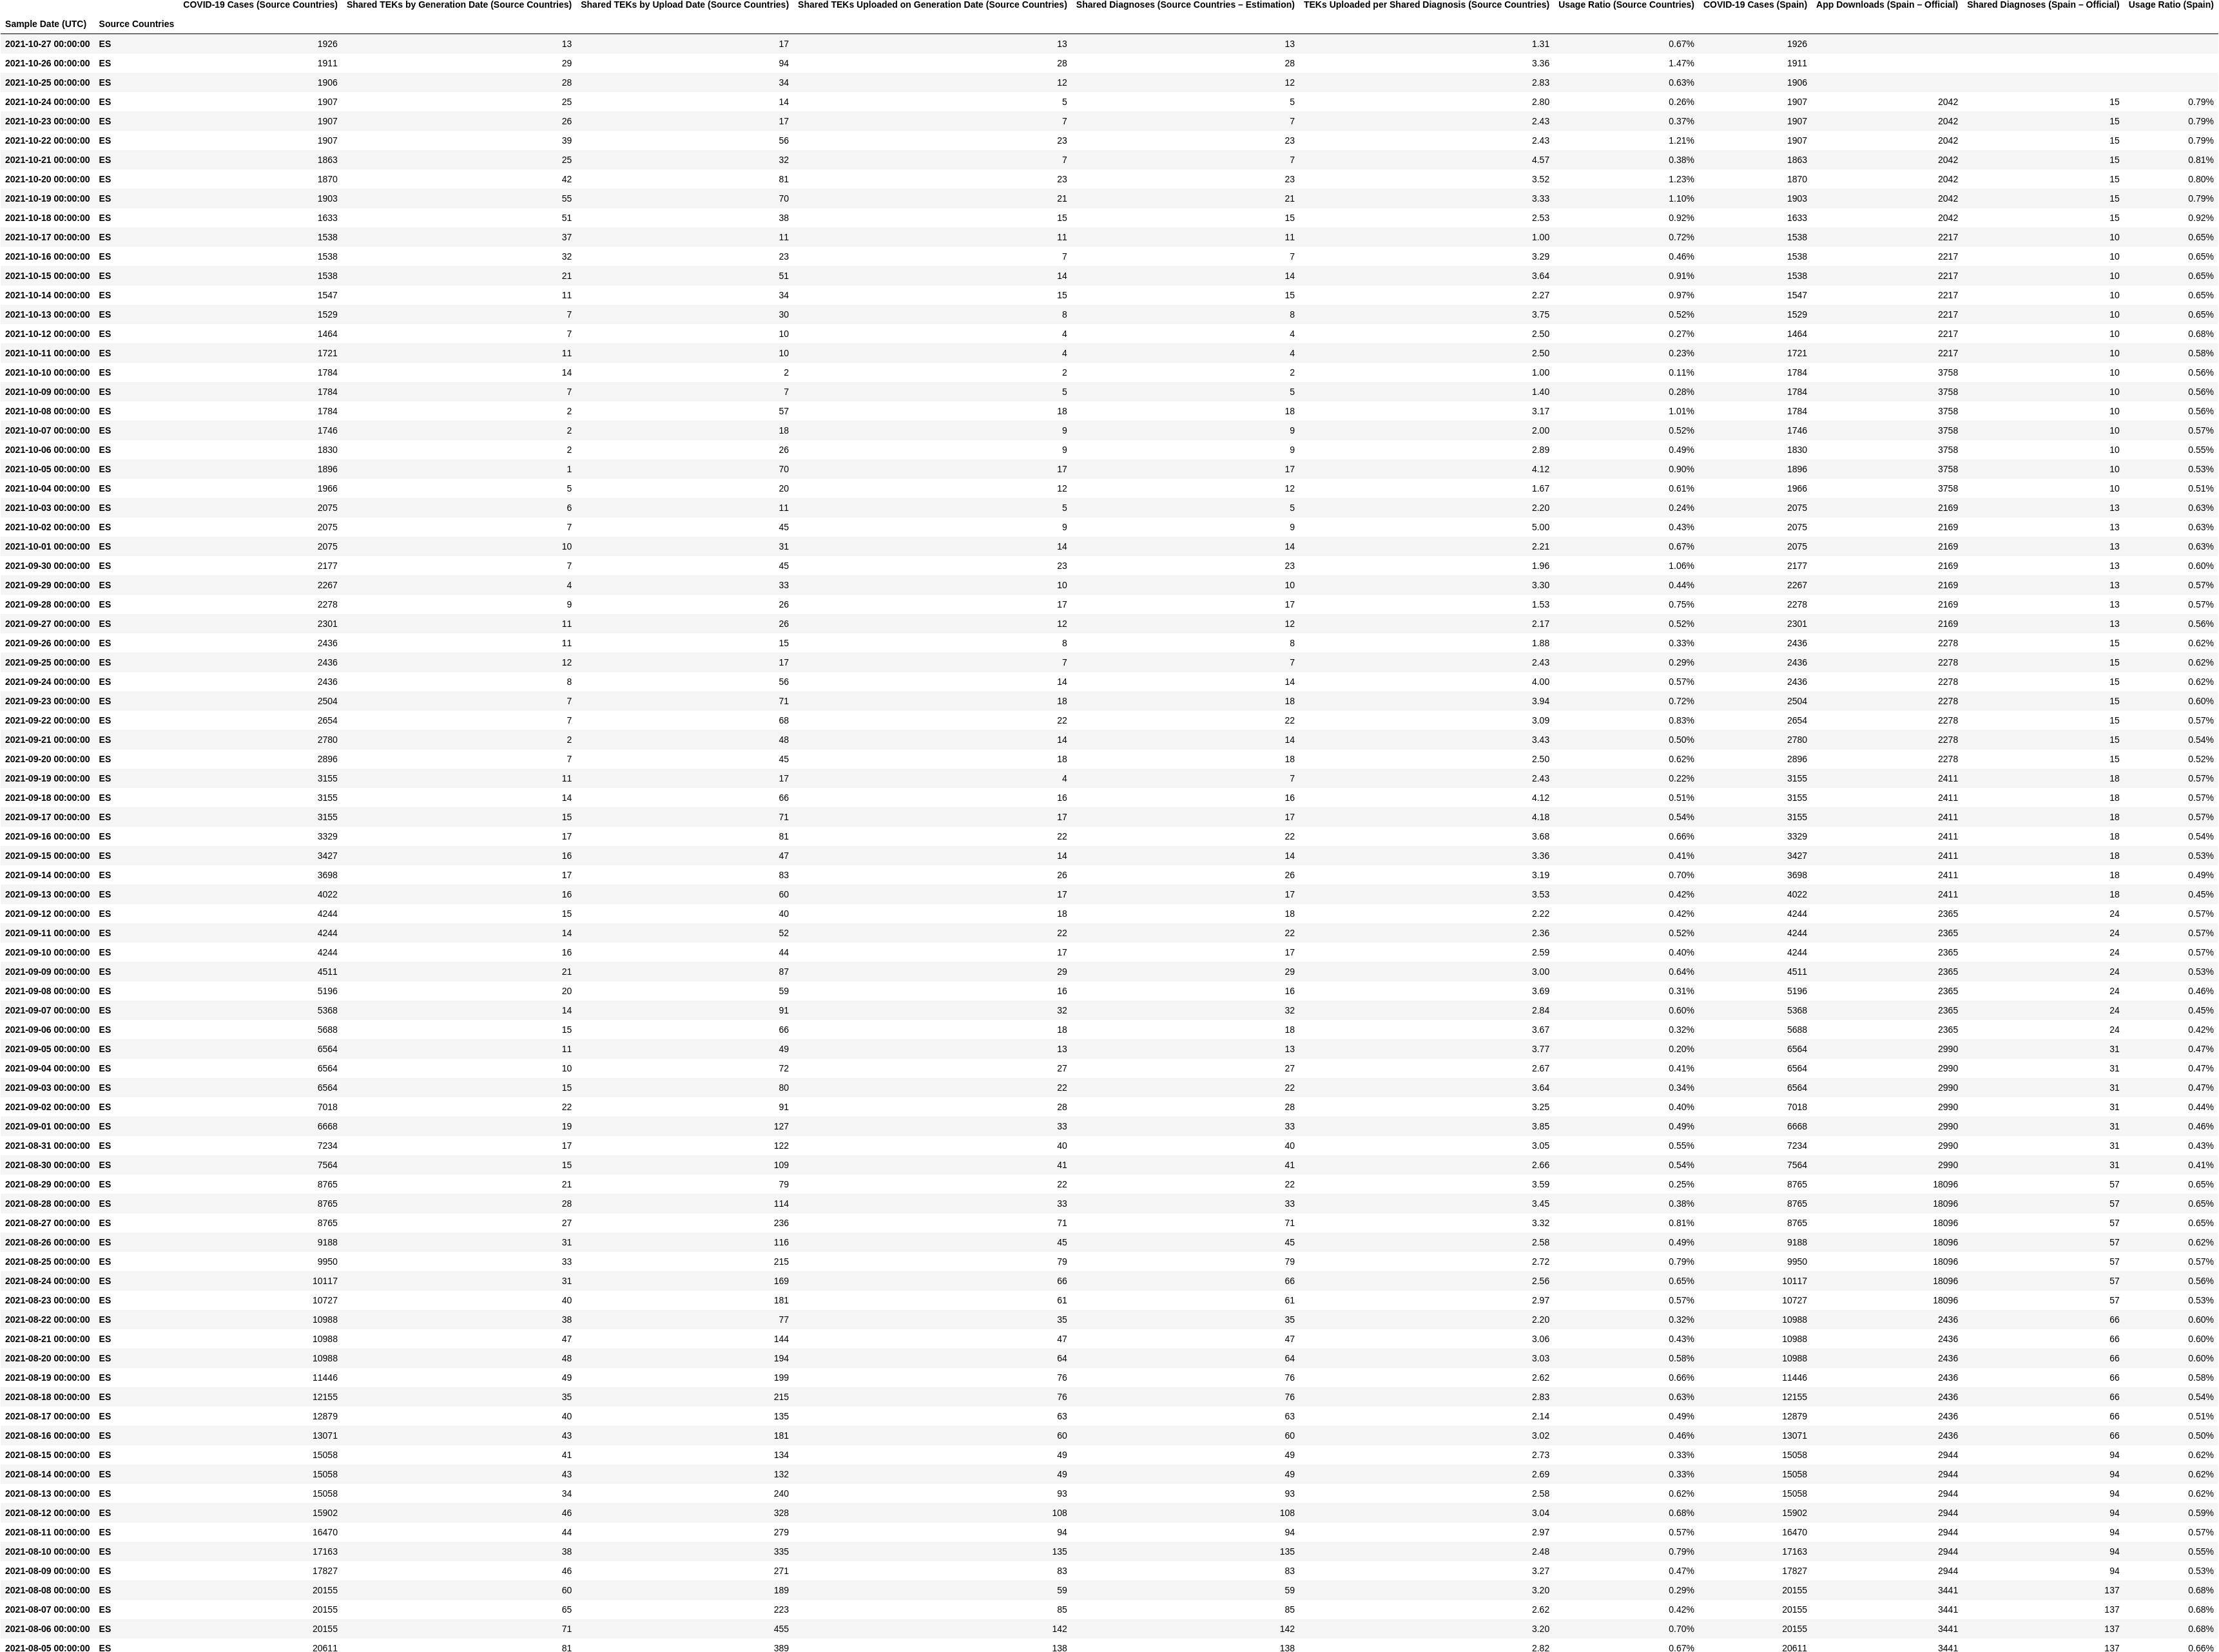 COVID-19 Cases (Source Countries) Shared TEKs by Generation Date (Source Countries) Shared TEKs by Upload Date (Source Countries) Shared TEKs Uploaded on Generation Date (Source Countries) Shared Diagnoses (Source Countries – Estimation) TEKs Uploaded per Shared Diagnosis (Source Countries) Usage Ratio (Source Countries) COVID-19 Cases (Spain) App Downloads (Spain – Official) Shared Diagnoses (Spain – Official) Usage Ratio (Spain)
Sample Date (UTC) Source Countries
2021-10-27 00:00:00 ES 1926 13 17 13 13 1.31 0.67% 1926
2021-10-26 00:00:00 ES 1911 29 94 28 28 3.36 1.47% 1911
2021-10-25 00:00:00 ES 1906 28 34 12 12 2.83 0.63% 1906
2021-10-24 00:00:00 ES 1907 25 14 5 5 2.80 0.26% 1907 2042 15 0.79%
2021-10-23 00:00:00 ES 1907 26 17 7 7 2.43 0.37% 1907 2042 15 0.79%
2021-10-22 00:00:00 ES 1907 39 56 23 23 2.43 1.21% 1907 2042 15 0.79%
2021-10-21 00:00:00 ES 1863 25 32 7 7 4.57 0.38% 1863 2042 15 0.81%
2021-10-20 00:00:00 ES 1870 42 81 23 23 3.52 1.23% 1870 2042 15 0.80%
2021-10-19 00:00:00 ES 1903 55 70 21 21 3.33 1.10% 1903 2042 15 0.79%
2021-10-18 00:00:00 ES 1633 51 38 15 15 2.53 0.92% 1633 2042 15 0.92%
2021-10-17 00:00:00 ES 1538 37 11 11 11 1.00 0.72% 1538 2217 10 0.65%
2021-10-16 00:00:00 ES 1538 32 23 7 7 3.29 0.46% 1538 2217 10 0.65%
2021-10-15 00:00:00 ES 1538 21 51 14 14 3.64 0.91% 1538 2217 10 0.65%
2021-10-14 00:00:00 ES 1547 11 34 15 15 2.27 0.97% 1547 2217 10 0.65%
2021-10-13 00:00:00 ES 1529 7 30 8 8 3.75 0.52% 1529 2217 10 0.65%
2021-10-12 00:00:00 ES 1464 7 10 4 4 2.50 0.27% 1464 2217 10 0.68%
2021-10-11 00:00:00 ES 1721 11 10 4 4 2.50 0.23% 1721 2217 10 0.58%
2021-10-10 00:00:00 ES 1784 14 2 2 2 1.00 0.11% 1784 3758 10 0.56%
2021-10-09 00:00:00 ES 1784 7 7 5 5 1.40 0.28% 1784 3758 10 0.56%
2021-10-08 00:00:00 ES 1784 2 57 18 18 3.17 1.01% 1784 3758 10 0.56%
2021-10-07 00:00:00 ES 1746 2 18 9 9 2.00 0.52% 1746 3758 10 0.57%
2021-10-06 00:00:00 ES 1830 2 26 9 9 2.89 0.49% 1830 3758 10 0.55%
2021-10-05 00:00:00 ES 1896 1 70 17 17 4.12 0.90% 1896 3758 10 0.53%
2021-10-04 00:00:00 ES 1966 5 20 12 12 1.67 0.61% 1966 3758 10 0.51%
2021-10-03 00:00:00 ES 2075 6 11 5 5 2.20 0.24% 2075 2169 13 0.63%
2021-10-02 00:00:00 ES 2075 7 45 9 9 5.00 0.43% 2075 2169 13 0.63%
2021-10-01 00:00:00 ES 2075 10 31 14 14 2.21 0.67% 2075 2169 13 0.63%
2021-09-30 00:00:00 ES 2177 7 45 23 23 1.96 1.06% 2177 2169 13 0.60%
2021-09-29 00:00:00 ES 2267 4 33 10 10 3.30 0.44% 2267 2169 13 0.57%
2021-09-28 00:00:00 ES 2278 9 26 17 17 1.53 0.75% 2278 2169 13 0.57%
2021-09-27 00:00:00 ES 2301 11 26 12 12 2.17 0.52% 2301 2169 13 0.56%
2021-09-26 00:00:00 ES 2436 11 15 8 8 1.88 0.33% 2436 2278 15 0.62%
2021-09-25 00:00:00 ES 2436 12 17 7 7 2.43 0.29% 2436 2278 15 0.62%
2021-09-24 00:00:00 ES 2436 8 56 14 14 4.00 0.57% 2436 2278 15 0.62%
2021-09-23 00:00:00 ES 2504 7 71 18 18 3.94 0.72% 2504 2278 15 0.60%
2021-09-22 00:00:00 ES 2654 7 68 22 22 3.09 0.83% 2654 2278 15 0.57%
2021-09-21 00:00:00 ES 2780 2 48 14 14 3.43 0.50% 2780 2278 15 0.54%
2021-09-20 00:00:00 ES 2896 7 45 18 18 2.50 0.62% 2896 2278 15 0.52%
2021-09-19 00:00:00 ES 3155 11 17 4 7 2.43 0.22% 3155 2411 18 0.57%
2021-09-18 00:00:00 ES 3155 14 66 16 16 4.12 0.51% 3155 2411 18 0.57%
2021-09-17 00:00:00 ES 3155 15 71 17 17 4.18 0.54% 3155 2411 18 0.57%
2021-09-16 00:00:00 ES 3329 17 81 22 22 3.68 0.66% 3329 2411 18 0.54%
2021-09-15 00:00:00 ES 3427 16 47 14 14 3.36 0.41% 3427 2411 18 0.53%
2021-09-14 00:00:00 ES 3698 17 83 26 26 3.19 0.70% 3698 2411 18 0.49%
2021-09-13 00:00:00 ES 4022 16 60 17 17 3.53 0.42% 4022 2411 18 0.45%
2021-09-12 00:00:00 ES 4244 15 40 18 18 2.22 0.42% 4244 2365 24 0.57%
2021-09-11 00:00:00 ES 4244 14 52 22 22 2.36 0.52% 4244 2365 24 0.57%
2021-09-10 00:00:00 ES 4244 16 44 17 17 2.59 0.40% 4244 2365 24 0.57%
2021-09-09 00:00:00 ES 4511 21 87 29 29 3.00 0.64% 4511 2365 24 0.53%
2021-09-08 00:00:00 ES 5196 20 59 16 16 3.69 0.31% 5196 2365 24 0.46%
2021-09-07 00:00:00 ES 5368 14 91 32 32 2.84 0.60% 5368 2365 24 0.45%
2021-09-06 00:00:00 ES 5688 15 66 18 18 3.67 0.32% 5688 2365 24 0.42%
2021-09-05 00:00:00 ES 6564 11 49 13 13 3.77 0.20% 6564 2990 31 0.47%
2021-09-04 00:00:00 ES 6564 10 72 27 27 2.67 0.41% 6564 2990 31 0.47%
2021-09-03 00:00:00 ES 6564 15 80 22 22 3.64 0.34% 6564 2990 31 0.47%
2021-09-02 00:00:00 ES 7018 22 91 28 28 3.25 0.40% 7018 2990 31 0.44%
2021-09-01 00:00:00 ES 6668 19 127 33 33 3.85 0.49% 6668 2990 31 0.46%
2021-08-31 00:00:00 ES 7234 17 122 40 40 3.05 0.55% 7234 2990 31 0.43%
2021-08-30 00:00:00 ES 7564 15 109 41 41 2.66 0.54% 7564 2990 31 0.41%
2021-08-29 00:00:00 ES 8765 21 79 22 22 3.59 0.25% 8765 18096 57 0.65%
2021-08-28 00:00:00 ES 8765 28 114 33 33 3.45 0.38% 8765 18096 57 0.65%
2021-08-27 00:00:00 ES 8765 27 236 71 71 3.32 0.81% 8765 18096 57 0.65%
2021-08-26 00:00:00 ES 9188 31 116 45 45 2.58 0.49% 9188 18096 57 0.62%
2021-08-25 00:00:00 ES 9950 33 215 79 79 2.72 0.79% 9950 18096 57 0.57%
2021-08-24 00:00:00 ES 10117 31 169 66 66 2.56 0.65% 10117 18096 57 0.56%
2021-08-23 00:00:00 ES 10727 40 181 61 61 2.97 0.57% 10727 18096 57 0.53%
2021-08-22 00:00:00 ES 10988 38 77 35 35 2.20 0.32% 10988 2436 66 0.60%
2021-08-21 00:00:00 ES 10988 47 144 47 47 3.06 0.43% 10988 2436 66 0.60%
2021-08-20 00:00:00 ES 10988 48 194 64 64 3.03 0.58% 10988 2436 66 0.60%
2021-08-19 00:00:00 ES 11446 49 199 76 76 2.62 0.66% 11446 2436 66 0.58%
2021-08-18 00:00:00 ES 12155 35 215 76 76 2.83 0.63% 12155 2436 66 0.54%
2021-08-17 00:00:00 ES 12879 40 135 63 63 2.14 0.49% 12879 2436 66 0.51%
2021-08-16 00:00:00 ES 13071 43 181 60 60 3.02 0.46% 13071 2436 66 0.50%
2021-08-15 00:00:00 ES 15058 41 134 49 49 2.73 0.33% 15058 2944 94 0.62%
2021-08-14 00:00:00 ES 15058 43 132 49 49 2.69 0.33% 15058 2944 94 0.62%
2021-08-13 00:00:00 ES 15058 34 240 93 93 2.58 0.62% 15058 2944 94 0.62%
2021-08-12 00:00:00 ES 15902 46 328 108 108 3.04 0.68% 15902 2944 94 0.59%
2021-08-11 00:00:00 ES 16470 44 279 94 94 2.97 0.57% 16470 2944 94 0.57%
2021-08-10 00:00:00 ES 17163 38 335 135 135 2.48 0.79% 17163 2944 94 0.55%
2021-08-09 00:00:00 ES 17827 46 271 83 83 3.27 0.47% 17827 2944 94 0.53%
2021-08-08 00:00:00 ES 20155 60 189 59 59 3.20 0.29% 20155 3441 137 0.68%
2021-08-07 00:00:00 ES 20155 65 223 85 85 2.62 0.42% 20155 3441 137 0.68%
2021-08-06 00:00:00 ES 20155 71 455 142 142 3.20 0.70% 20155 3441 137 0.68%
2021-08-05 00:00:00 ES 20611 81 389 138 138 2.82 0.67% 20611 3441 137 0.66%